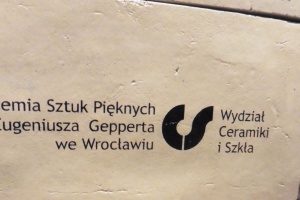 emia Sztuk Pięknych
Eugeniusza Gepperta
we Wrocławiu
Wydział
Ceramiki
i Szkła